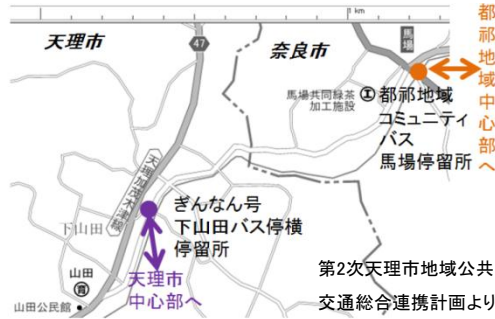 1km
天理市
47
奈良市
馬場
都祁地域中心部へ
馬場共同緑茶
加工施設
都祁地域
コミュニティ
バス
馬場停留所
天理加茂木津線
下山田
ぎんなん号
下山田バス停横
停留所
山田
山田公民館
天理市
中心部へ
第2次天理市地域公共
交通総合連携計画より